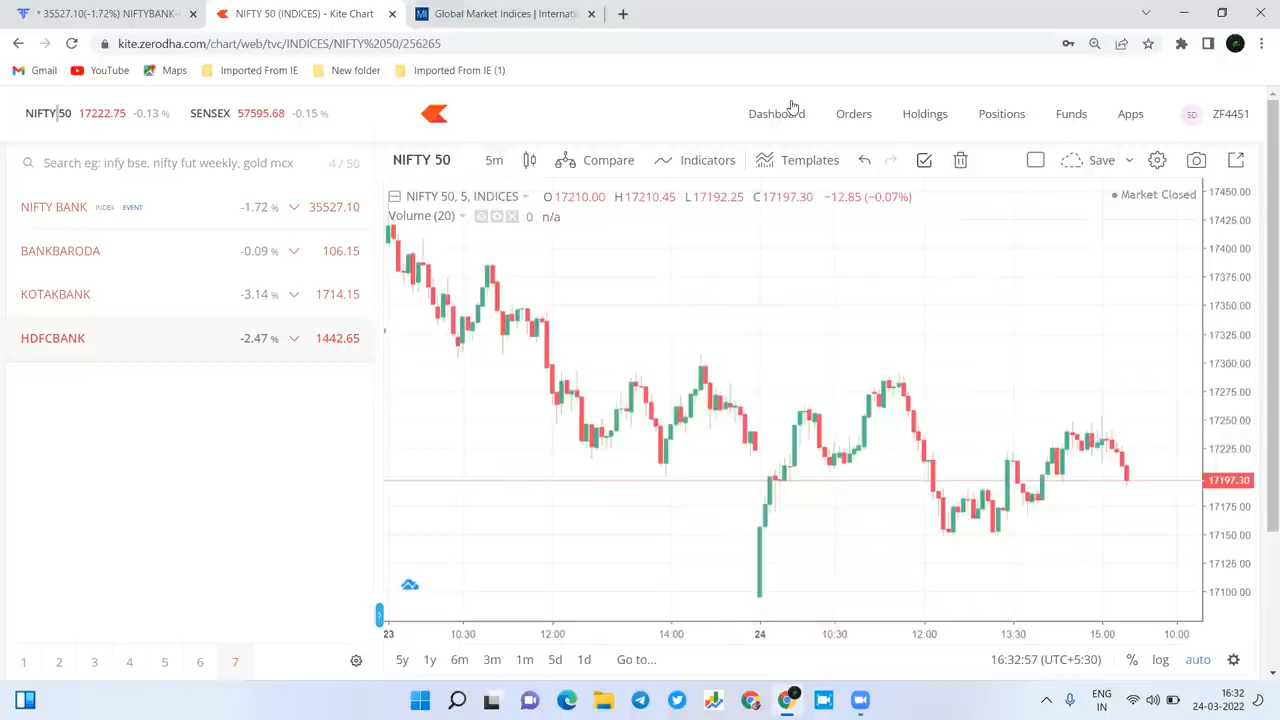 * 35527.10(-1.72%) NIFTYBANK-
NIFTY 50 (INDICES) - Kite Chart
Global Market Indices | Internati
kite.zerodha.com/chart/web/tvc/INDICES/NIFTY%2050/256265
Gmail
YouTube
Maps
Imported From IE
New folder
Imported From IE (1)
NIFTY 50 17222.75 -0.13 %
SENSEX 57595.68 -0.15 %
Dashboard
Orders
Holdings
Positions
Funds
Apps
SD
ZF4451
Search eg: infy bse, nifty fut weekly, gold mcx
4 / 50
NIFTY BANK INDEX EVENT -1.72 % 35527.10
BANKBARODA -0.09 % 106.15
KOTAKBANK -3.14 % 1714.15
HDFCBANK -2.47 % 1442.65
1 2 3 4 5 6 7
NIFTY 50
5m
Compare
Indicators
Templates
Save
NIFTY 50, 5, INDICES O17210.00 H17210.45 L17192.25 C17197.30 −12.85 (−0.07%)
Market Closed
Volume (20) 0 n/a
17450.00
17425.00
17400.00
17375.00
17350.00
17325.00
17300.00
17275.00
17250.00
17225.00
17197.30
17175.00
17150.00
17125.00
17100.00
23 10:30 12:00 14:00 24 10:30 12:00 13:30 15:00 10:00
5y 1y 6m 3m 1m 5d 1d Go to...
16:32:57 (UTC+5:30) % log auto
ENG
IN
16:32
24-03-2022